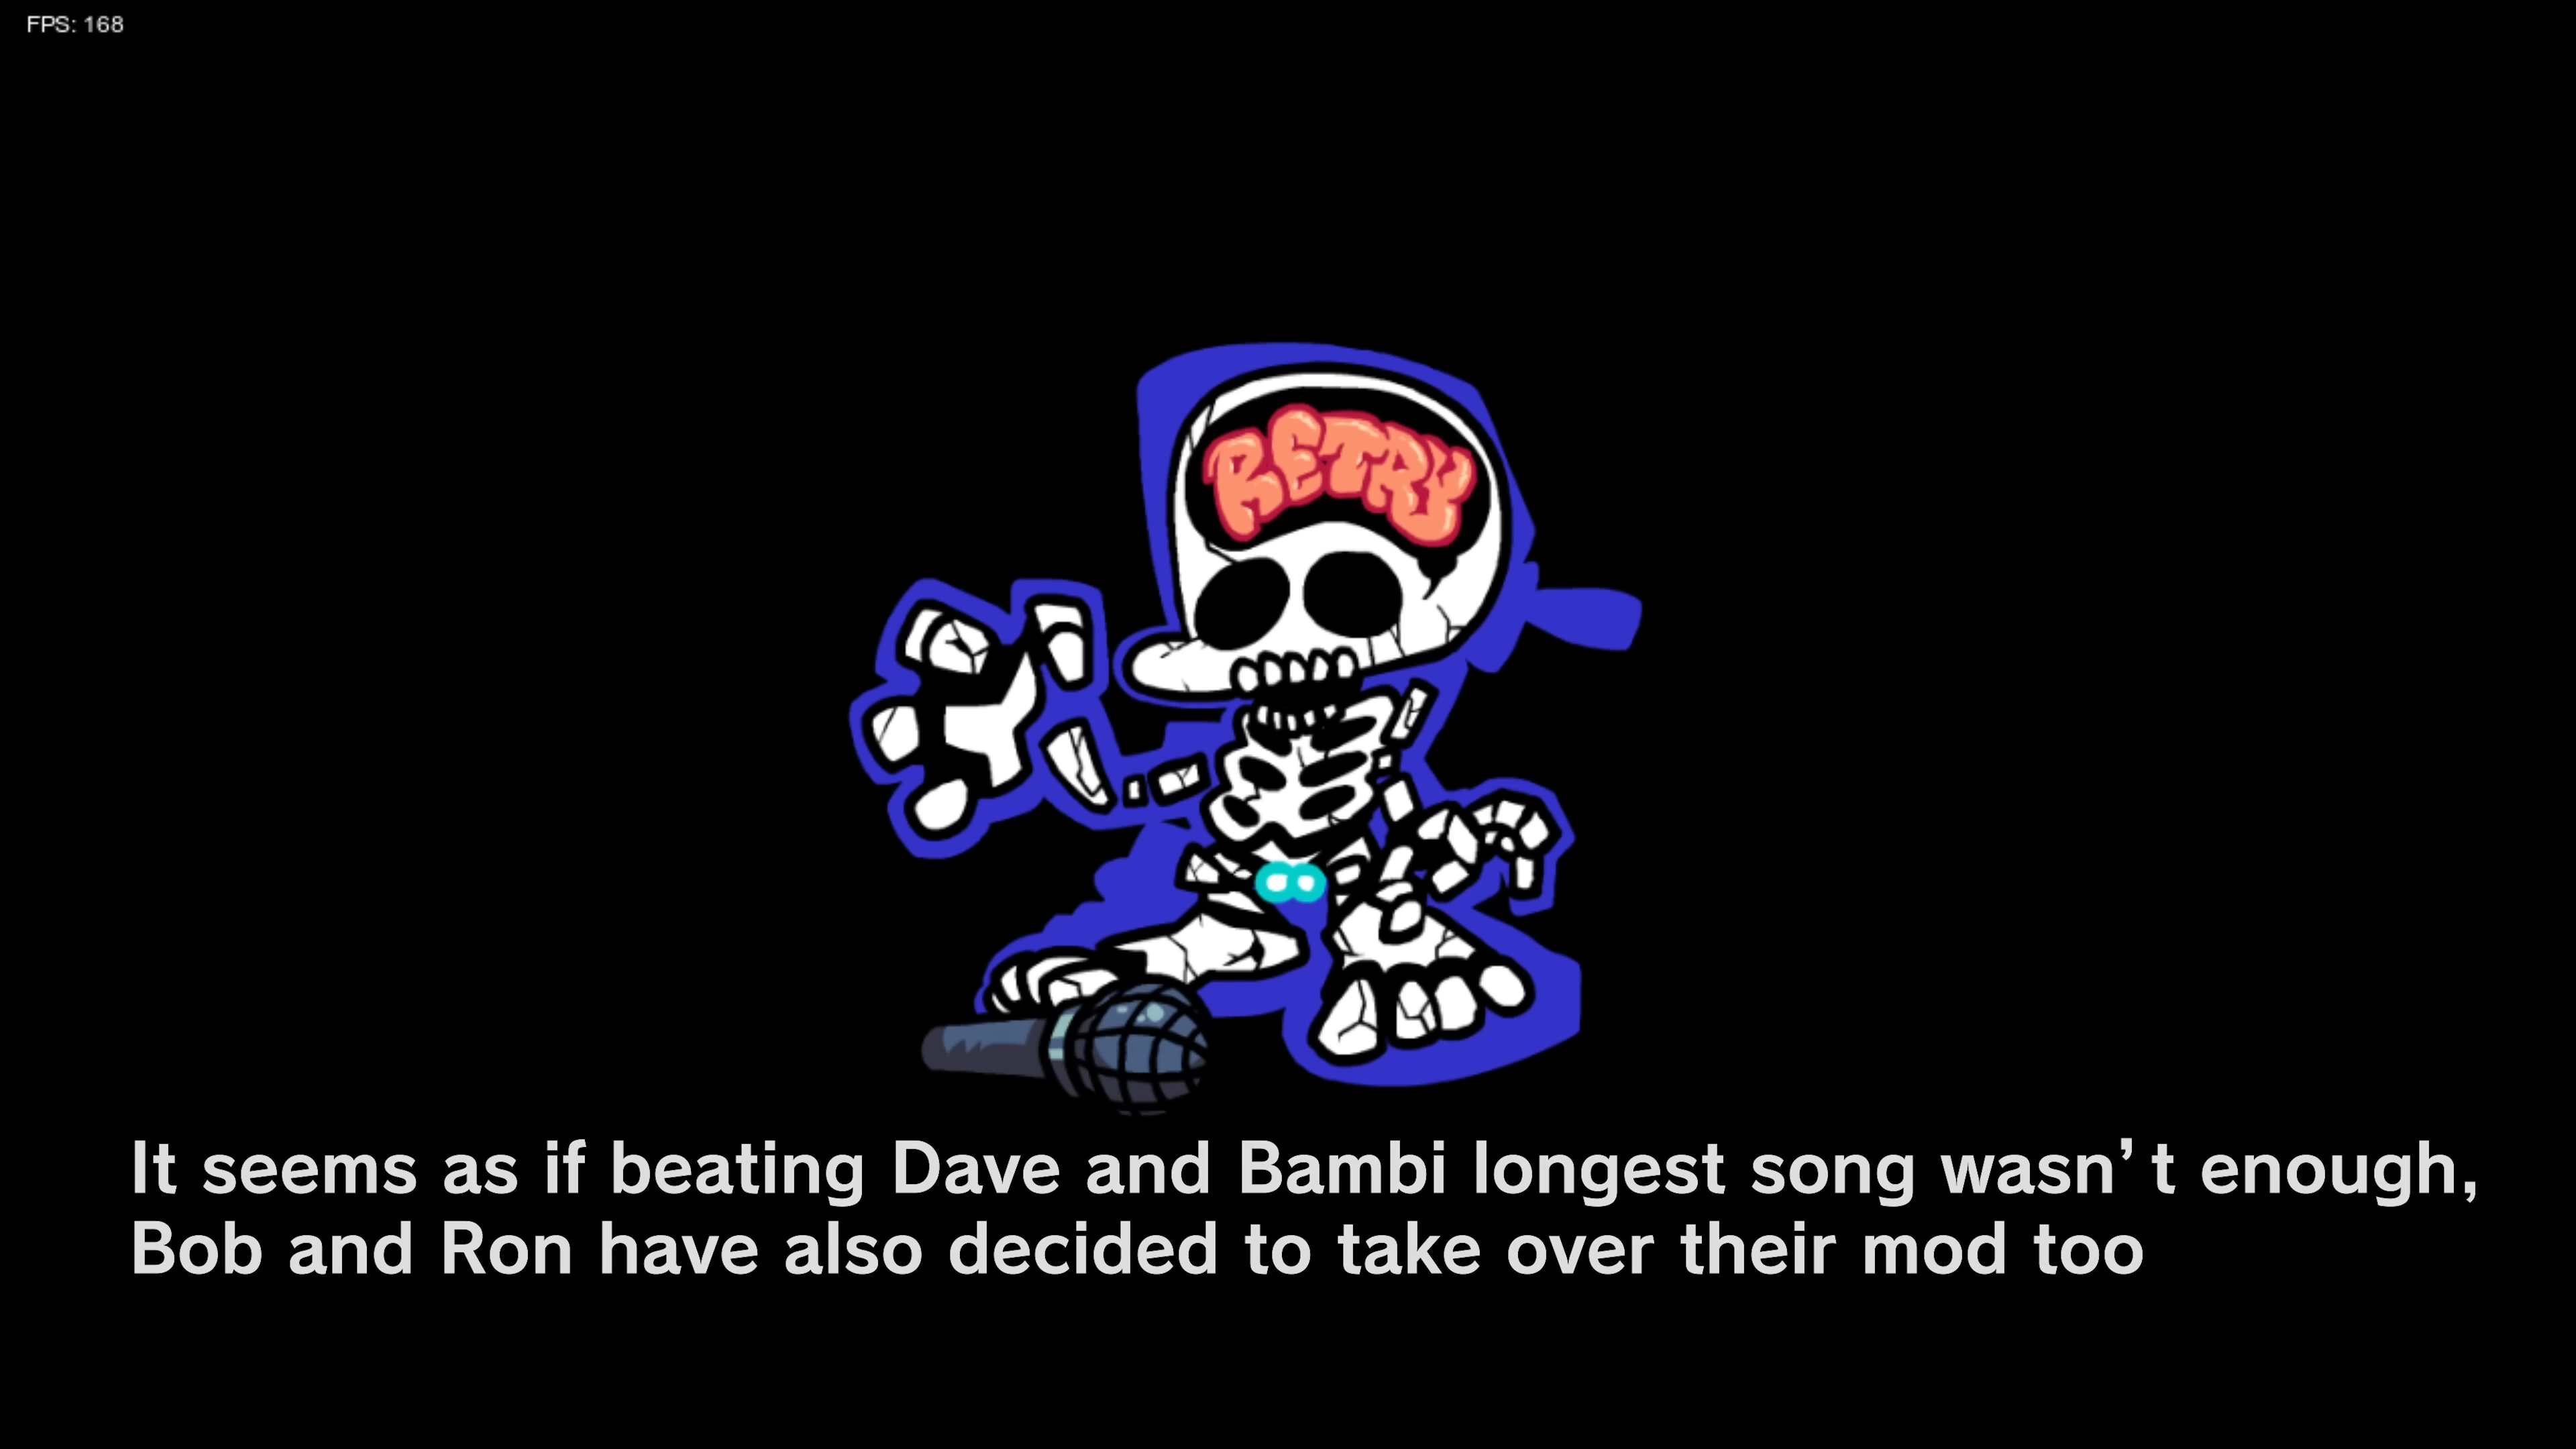 FPS: 168
RETRY
It seems as if beating Dave and Bambi longest song wasn’t enough,
Bob and Ron have also decided to take over their mod too